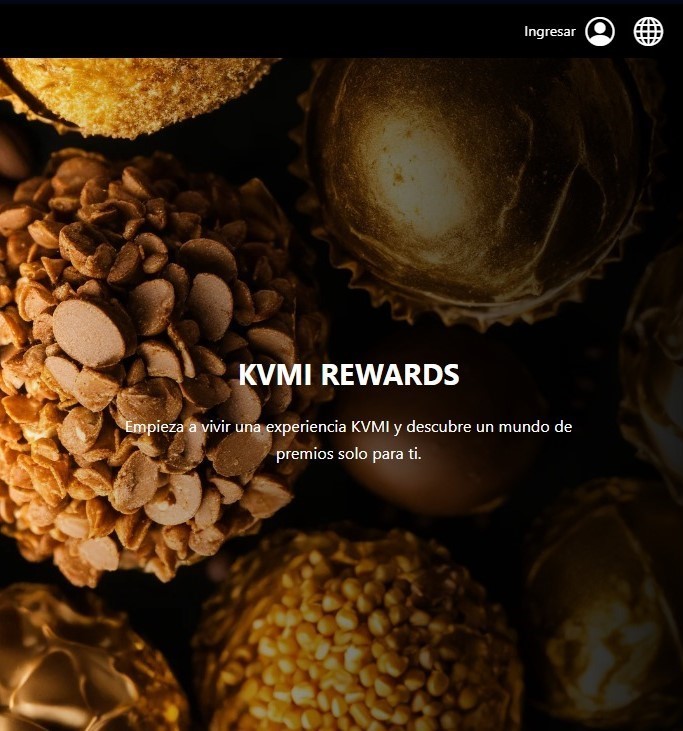 Ingresar
KVMI REWARDS
Empieza a vivir una experiencia KVMI y descubre un mundo de
premios solo para ti.